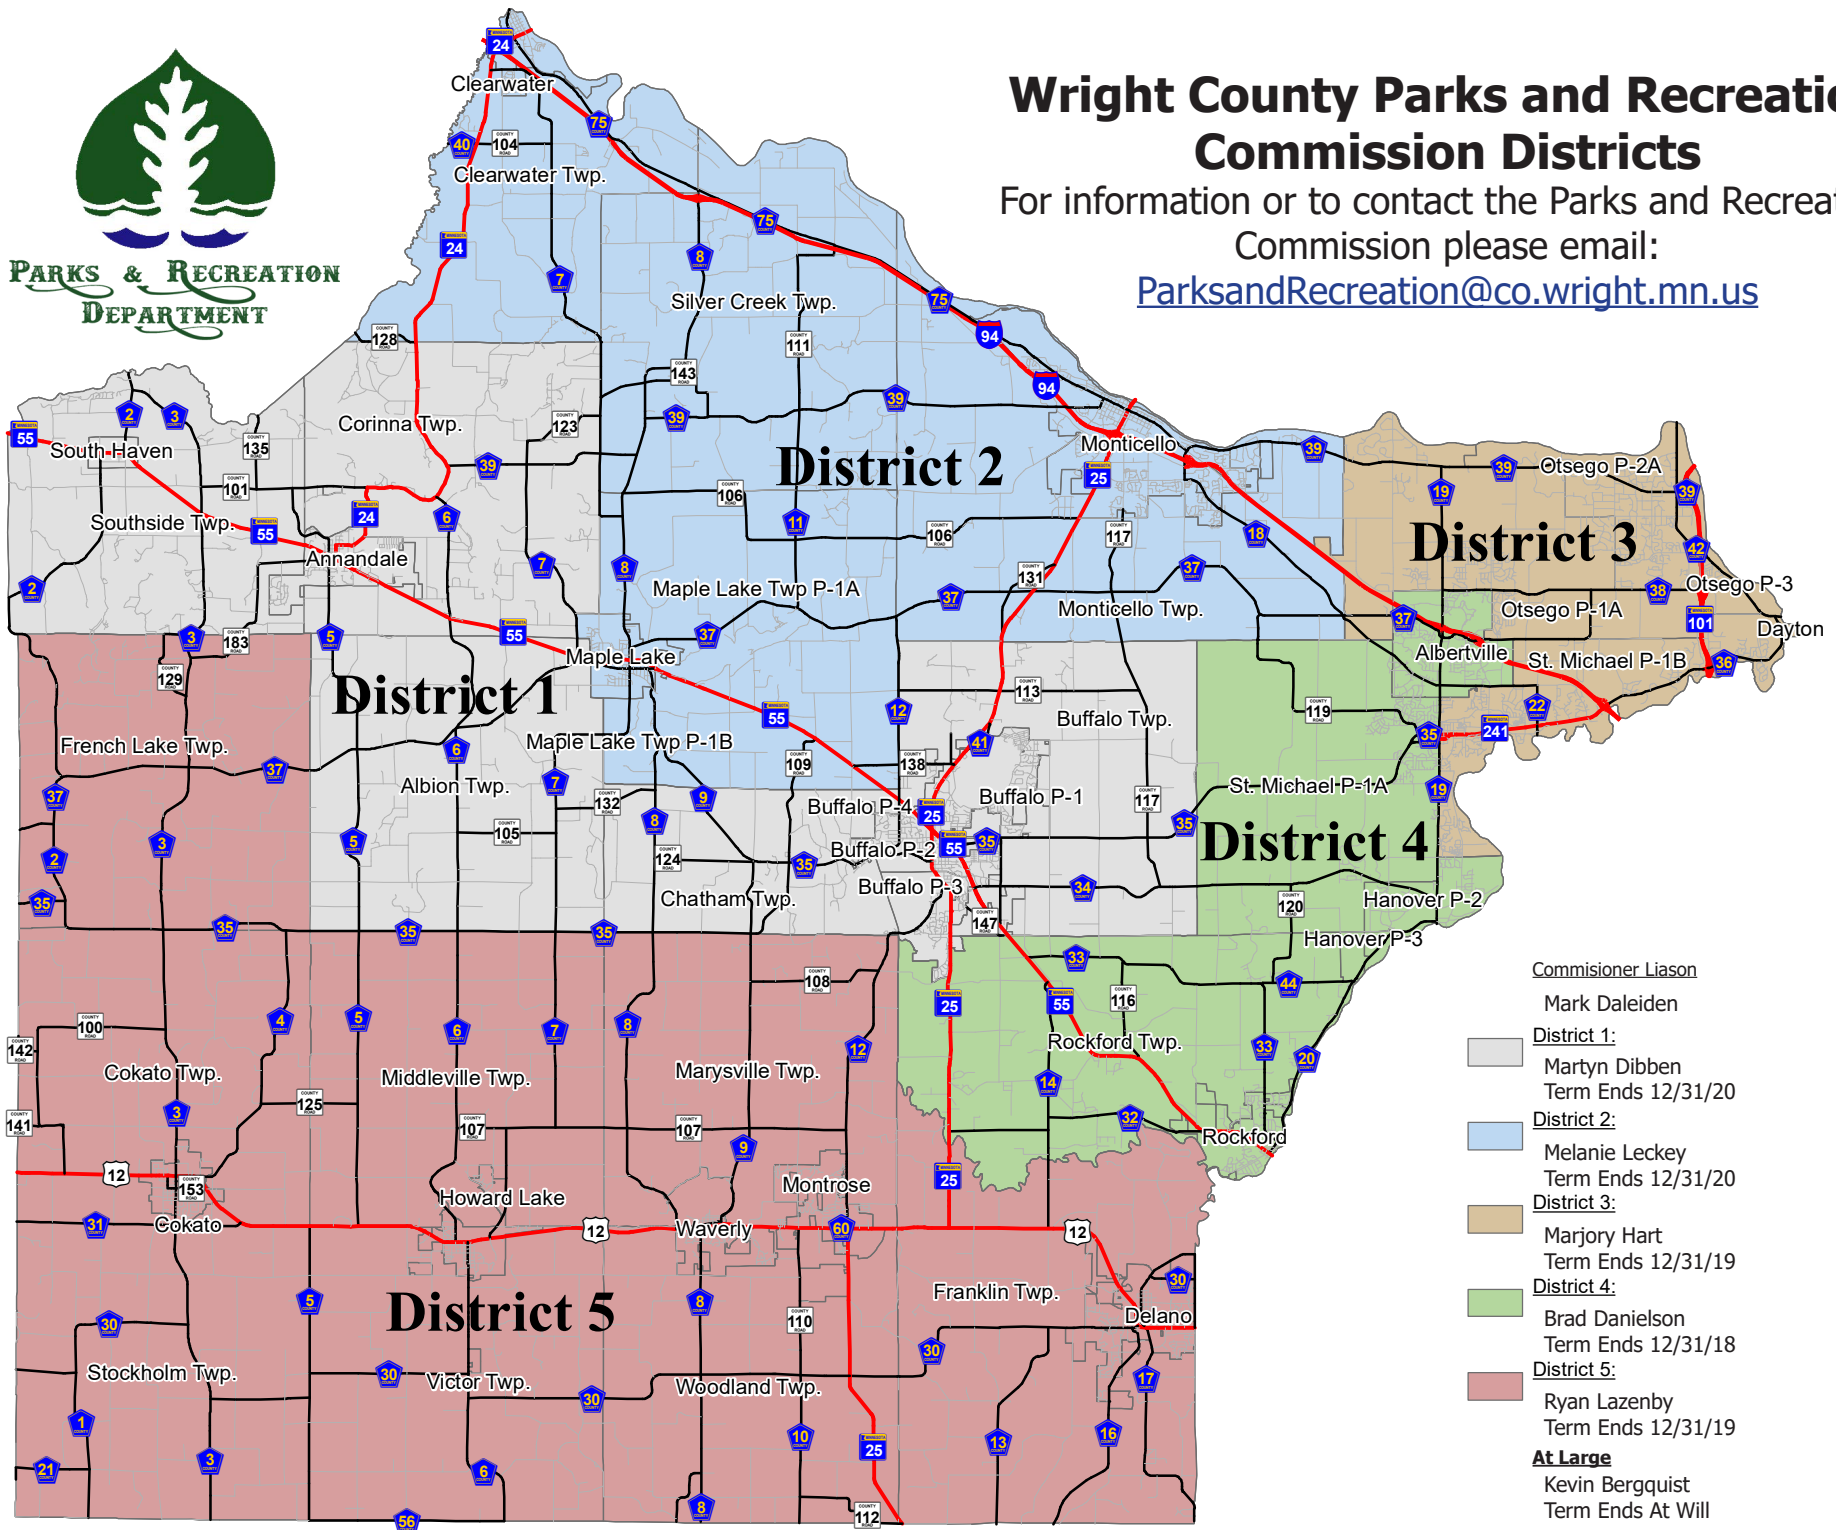 Wright County Parks and Recreatio
Commission Districts
For information or to contact the Parks and Recreat
Commission please email:
ParksandRecreation@co.wright.mn.us
PARKS & RECREATION
DEPARTMENT
Clearwater
Clearwater Twp.
Silver Creek Twp.
Corinna Twp.
South Haven
Southside Twp.
Annandale
District 2
Monticello
Otsego P-2A
District 3
Maple Lake Twp P-1A
Monticello Twp.
Otsego P-3
Otsego P-1A
Dayton
Albertville
St. Michael P-1B
Maple Lake
District 1
French Lake Twp.
Maple Lake Twp P-1B
Buffalo Twp.
Albion Twp.
Buffalo P-4
Buffalo P-1
St. Michael P-1A
Buffalo P-2
District 4
Buffalo P-3
Chatham Twp.
Hanover P-2
Hanover P-3
Cokato Twp.
Middleville Twp.
Marysville Twp.
Rockford Twp.
Rockford
Howard Lake
Montrose
Cokato
Waverly
District 5
Franklin Twp.
Delano
Stockholm Twp.
Victor Twp.
Woodland Twp.
Commisioner Liason
Mark Daleiden
District 1:
Martyn Dibben
Term Ends 12/31/20
District 2:
Melanie Leckey
Term Ends 12/31/20
District 3:
Marjory Hart
Term Ends 12/31/19
District 4:
Brad Danielson
Term Ends 12/31/18
District 5:
Ryan Lazenby
Term Ends 12/31/19
At Large
Kevin Bergquist
Term Ends At Will